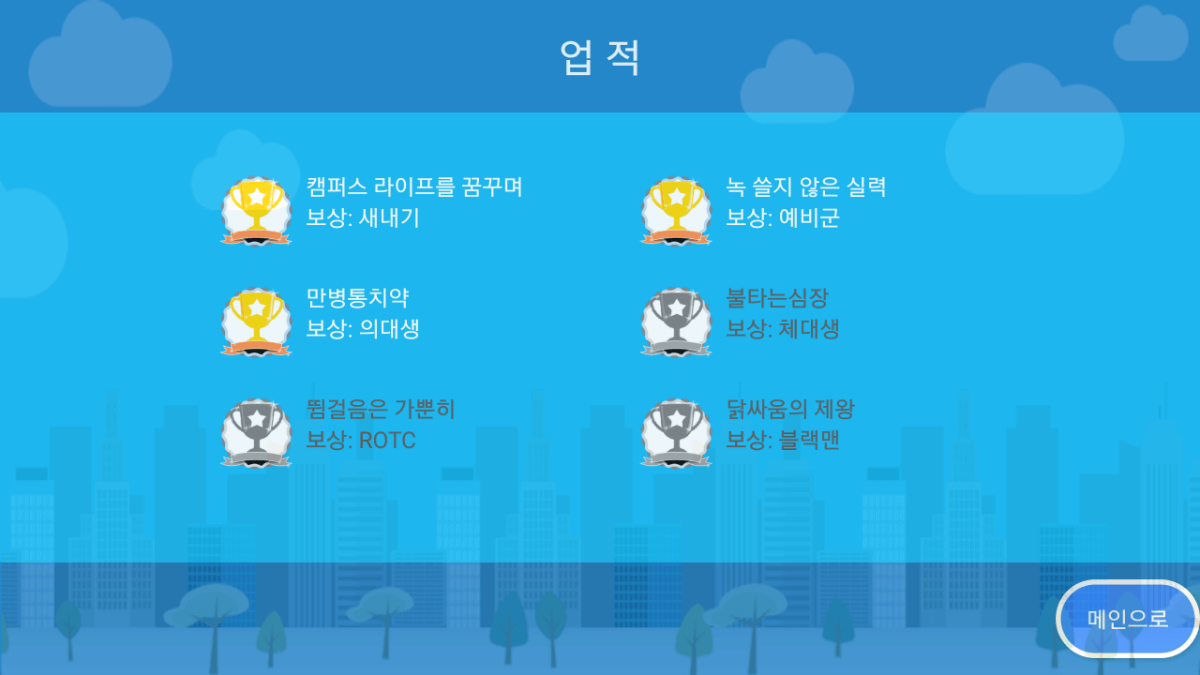 업 적
캠퍼스 라이프를 꿈꾸며
보상: 새내기
녹 쓸지 않은 실력
보상: 예비군
만병통치약
보상: 의대생
불타는심장
보상: 체대생
뜀걸음은 가뿐히
보상: ROTC
닭싸움의 제왕
보상: 블랙맨
메인으로